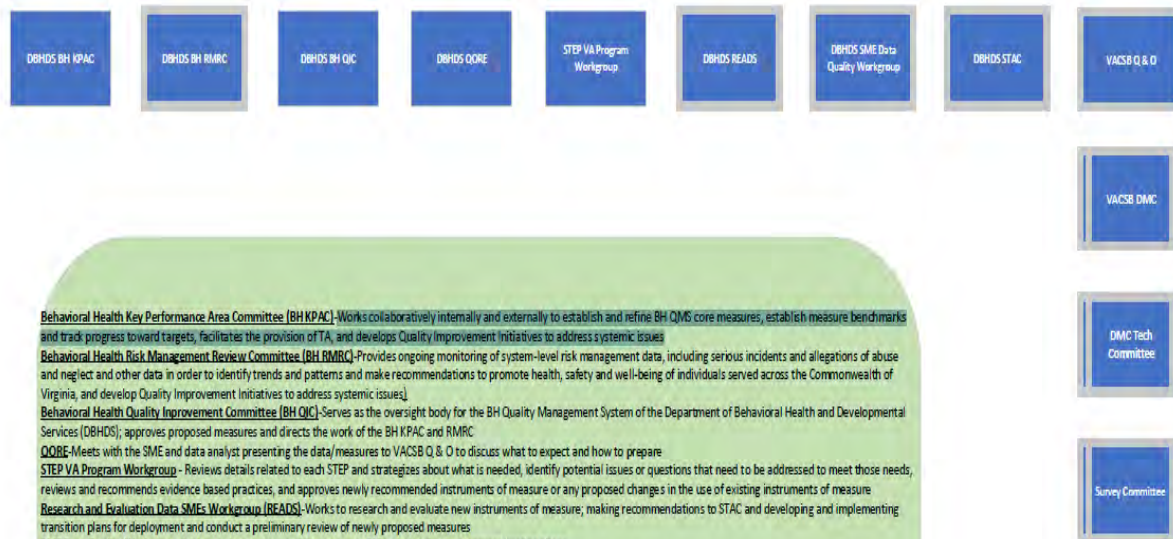 DBHDS BH KPAC
DBHDS BH RMRC
DBHDS BH QIC
DBHDS QORE
STEP VA Program
Workgroup
DBHDS READS
DBHDS SME Data
Quality Workgroup
DBHDS STAC
VACSB Q & O
VACSB DMC
DMC Tech
Committee
Survey Committee
Behavioral Health Key Performance Area Committee (BH KPAC)-Works collaboratively internally and externally to establish and refine BH QMS core measures, establish measure benchmarks
and track progress toward targets, facilitates the provision of TA, and develops Quality Improvement Initiatives to address systemic issues
Behavioral Health Risk Management Review Committee (BH RMRC)-Provides ongoing monitoring of system-level risk management data, including serious incidents and allegations of abuse
and neglect and other data in order to identify trends and patterns and make recommendations to promote health, safety and well-being of individuals served across the Commonwealth of
Virginia, and develop Quality Improvement Initiatives to address systemic issues)
Behavioral Health Quality Inprovement Committee (BH QIC)-Serves as the oversight body for the BH Quality Management System of the Department of Behavioral Health and Developmental
Services (DBHDS); approves proposed measures and directs the work of the BH KPAC and RMRC
QORE-Meets with the SME and data analyst presenting the data/measures to VACSB Q & O to discuss what to expect and how to prepare
STEP VA Program Workgroup - Reviews details related to each STEP and strategizes about what is needed, identify potential issues or questions that need to be addressed to meet those needs,
reviews and recommends evidence based practices, and approves newly recommended instruments of measure or any proposed changes in the use of existing instruments of measure
Research and Evaluation Data SMEs Workgroup (READS)-Works to research and evaluate new instruments of measure; making recommendations to STAC and developing and implementing
transition plans for deployment and conduct a preliminary review of newly proposed measures